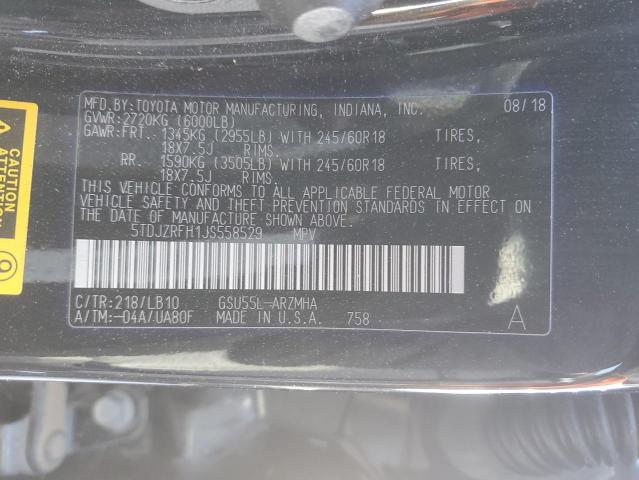 MFD.BY:TOYOTA MOTOR MANUFACTURING, INDIANA, INC. 08/18
GVWR:2720KG (6000LB)
GAWR:FRT. 1345KG (2955LB) WITH 245/60R18 TIRES,
18X7.5J RIMS.
RR. 1590KG (3505LB) WITH 245/60R18 TIRES,
18X7.5J RIMS.
THIS VEHICLE CONFORMS TO ALL APPLICABLE FEDERAL MOTOR
VEHICLE SAFETY AND THEFT PREVENTION STANDARDS IN EFFECT ON
THE DATE OF MANUFACTURE SHOWN ABOVE.
5TDJZRFH1JS558529 MPV
C/TR:218/LB10 GSU55L-ARZMHA
A/TM:-04A/UA80F MADE IN U.S.A. 758 A
CAUTION
ATTENTION